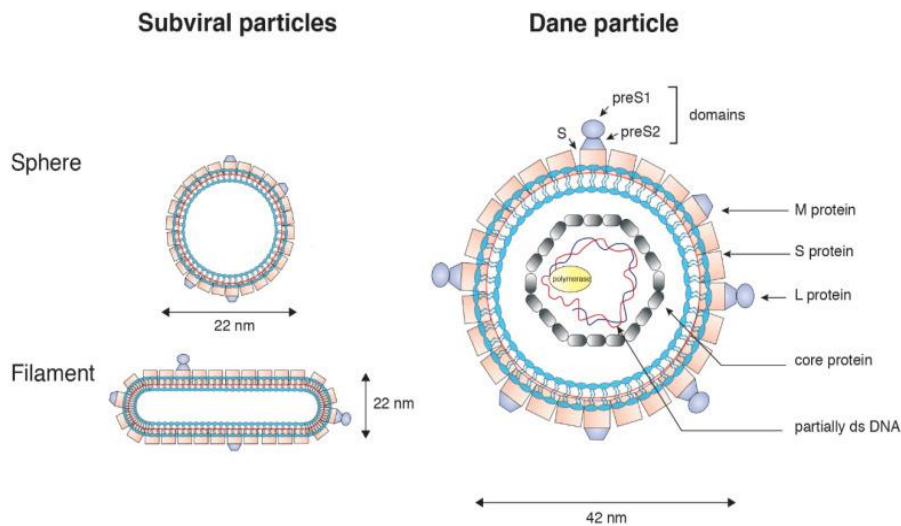 Subviral particles
Dane particle
preS1
domains
S
preS2
Sphere
M protein
S protein
polymerase
L protein
22 nm
core protein
Filament
22 nm
partially ds DNA
42 nm